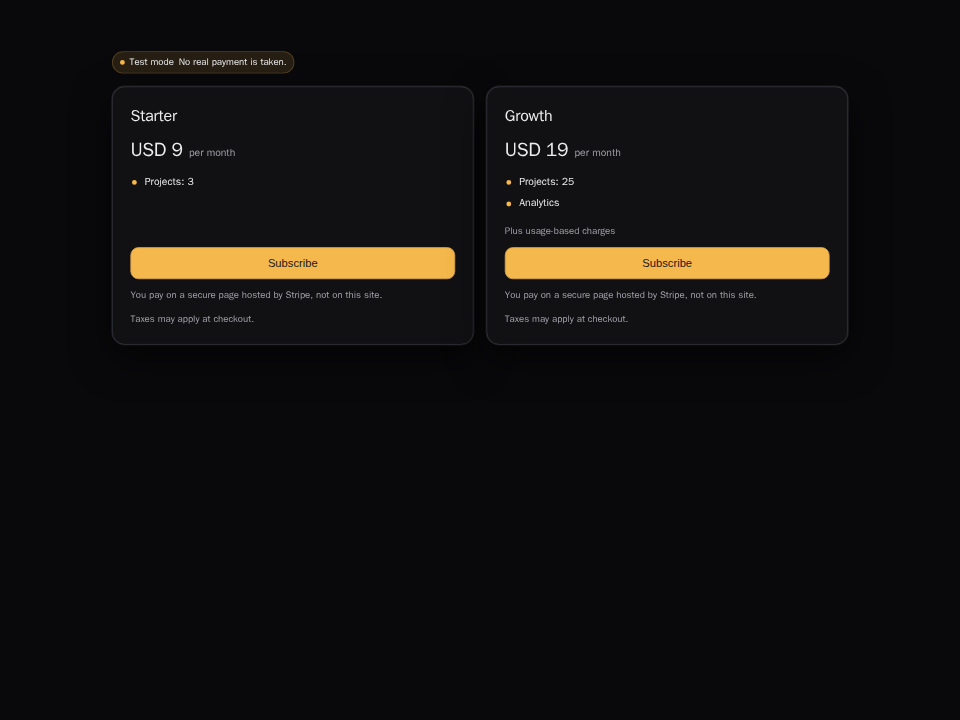 Test mode No real payment is taken.
Starter
USD 9 per month
Projects: 3
Subscribe
You pay on a secure page hosted by Stripe, not on this site.
Taxes may apply at checkout.
Growth
USD 19 per month
Projects: 25
Analytics
Plus usage-based charges
Subscribe
You pay on a secure page hosted by Stripe, not on this site.
Taxes may apply at checkout.